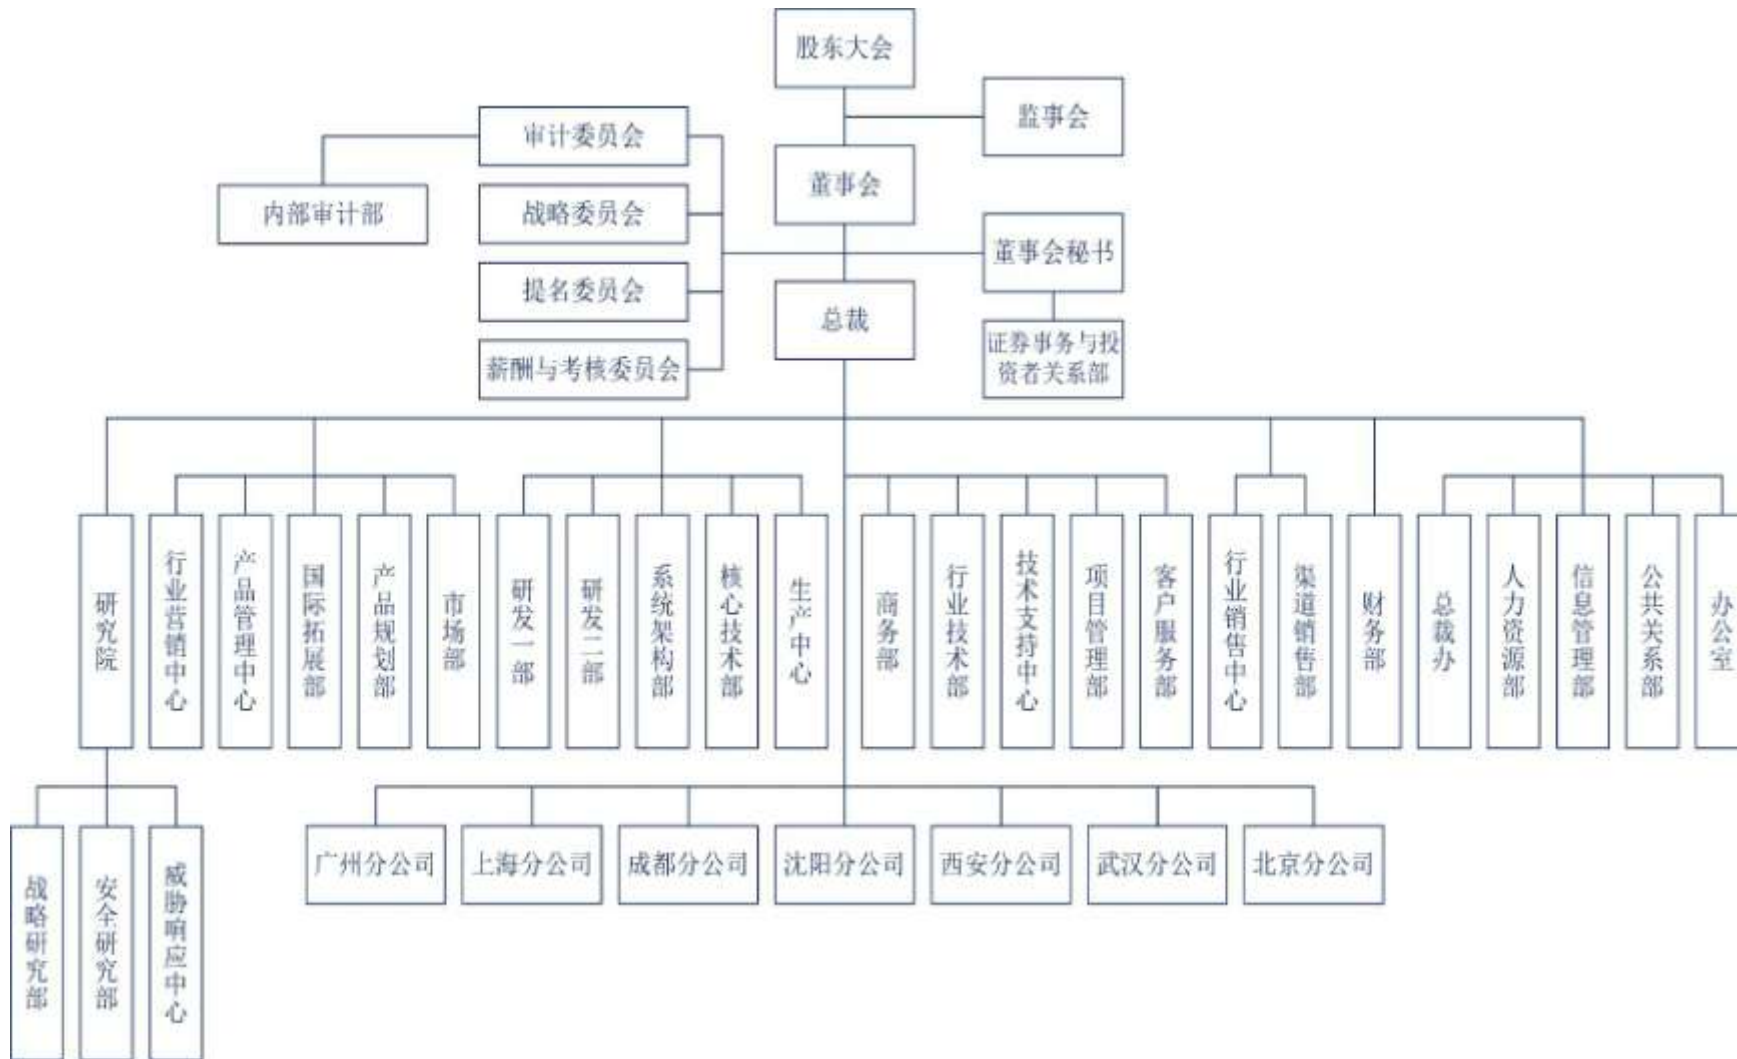 股东大会
监事会
审计委员会
董事会
内部审计部
战略委员会
董事会秘书
提名委员会
总裁
证券事务与投
资者关系部
薪酬与考核委员会
研究院
行业营销中心
产品管理中心
国际拓展部
产品规划部
市场部
研发一部
研发二部
系统架构部
核心技术部
生产中心
商务部
行业技术部
技术支持中心
项目管理部
客户服务部
行业销售中心
渠道销售部
财务部
总裁办
人力资源部
信息管理部
公共关系部
办公室
战略研究部
安全研究部
威胁响应中心
广州分公司
上海分公司
成都分公司
沈阳分公司
西安分公司
武汉分公司
北京分公司